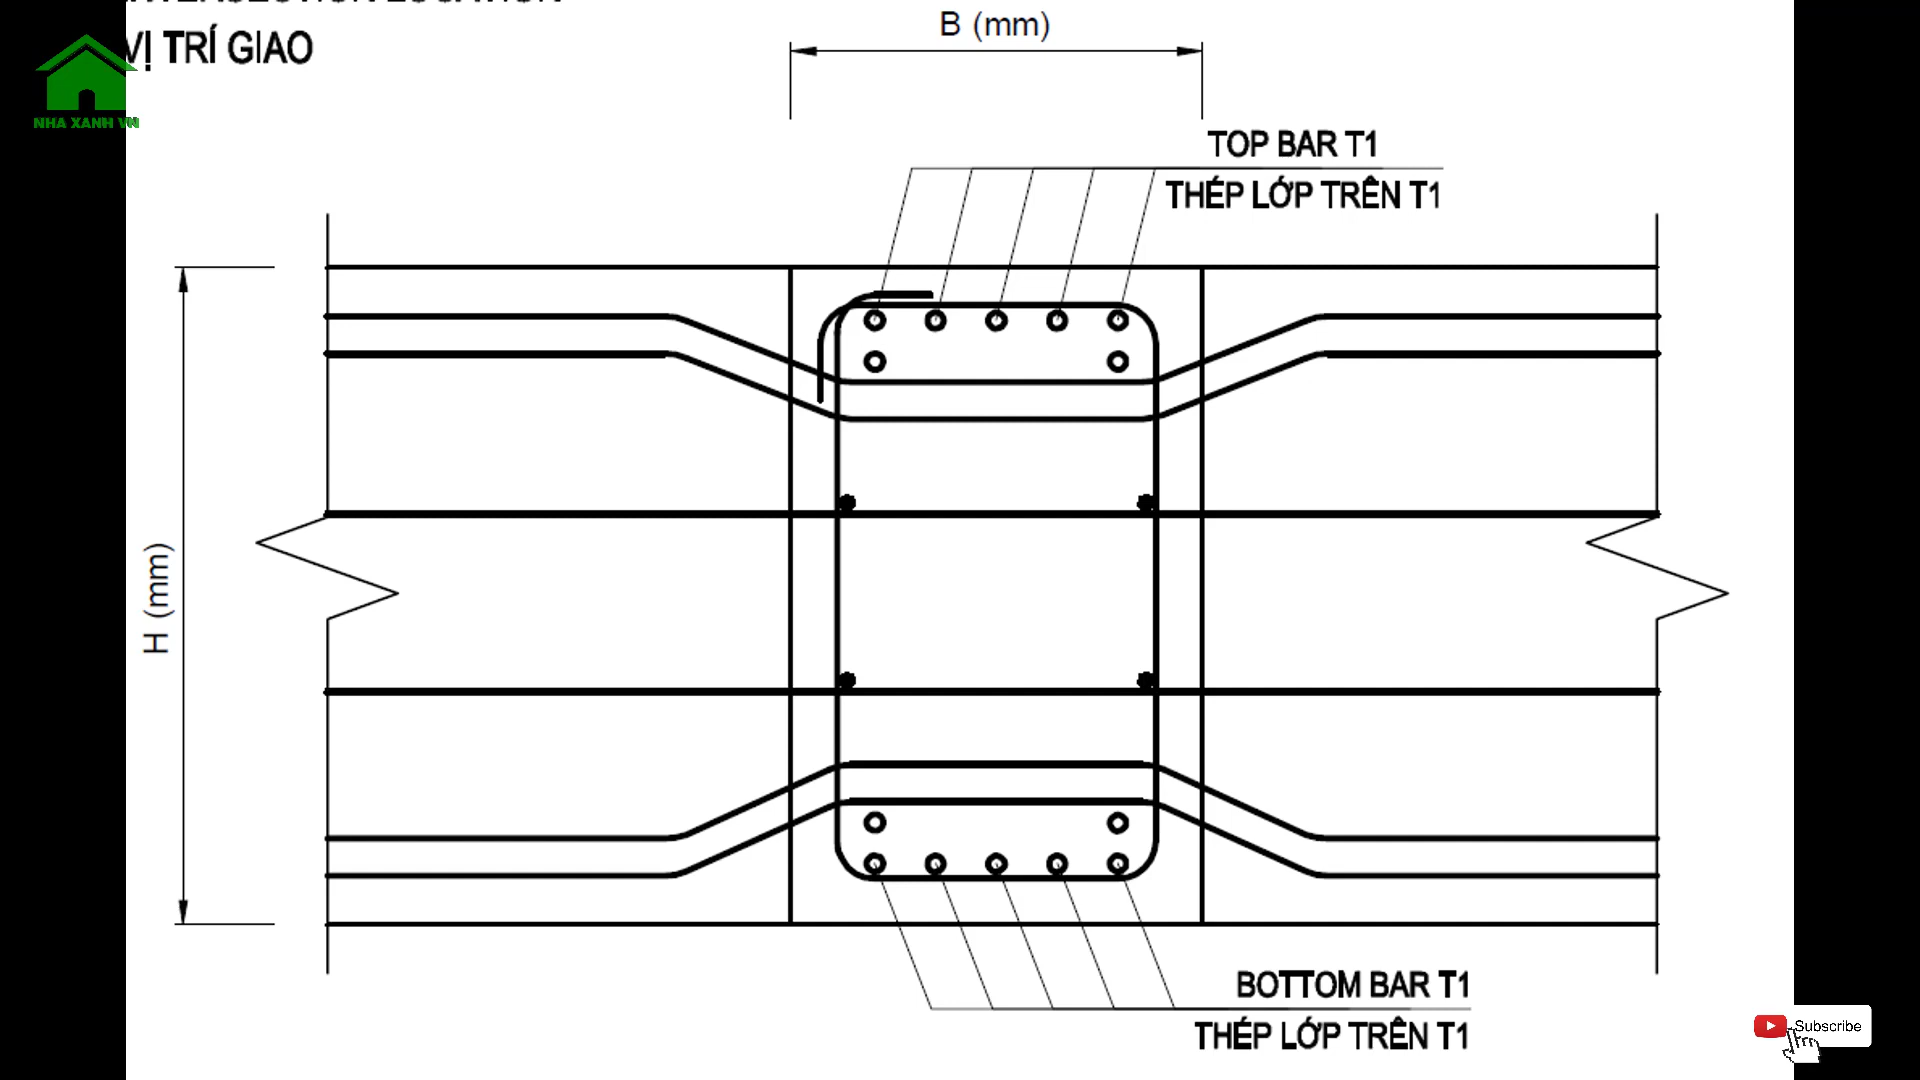 VỊ TRÍ GIAO
NHA XANH VN
B (mm)
TOP BAR T1
THÉP LỚP TRÊN T1
H (mm)
BOTTOM BAR T1
THÉP LỚP TRÊN T1
Subscribe